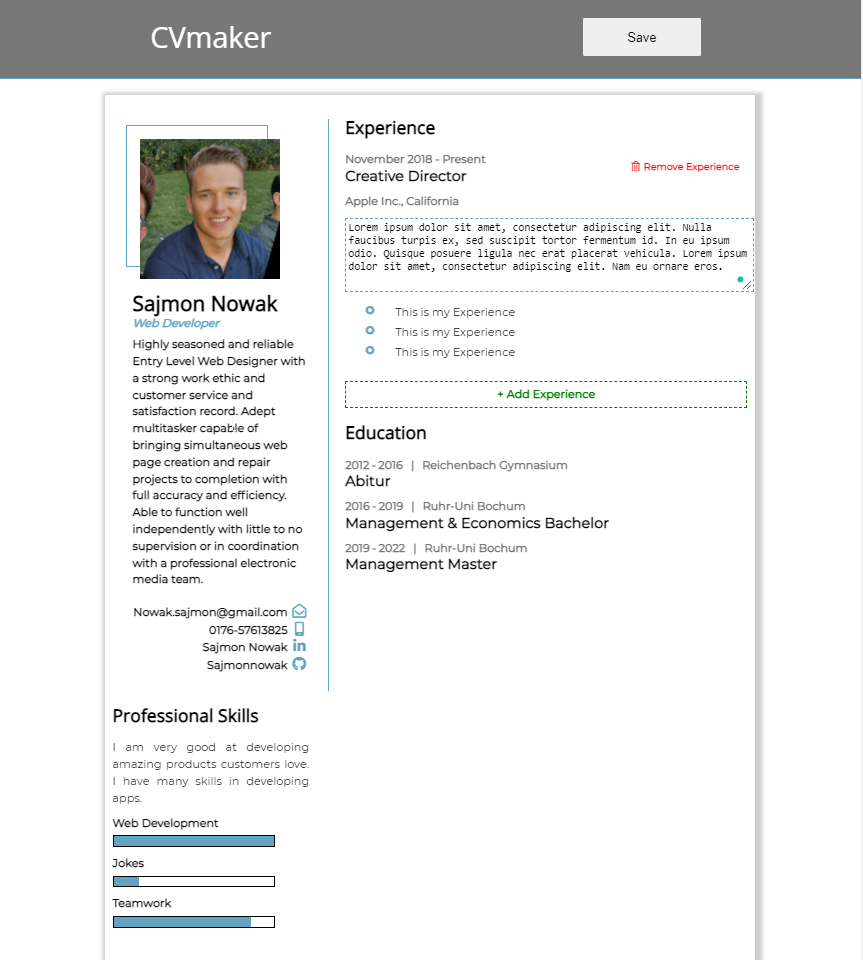 CVmaker
Save
Sajmon Nowak
Web Developer
Highly seasoned and reliable
Entry Level Web Designer with
a strong work ethic and
customer service and
satisfaction record. Adept
multitasker capable of
bringing simultaneous web
page creation and repair
projects to completion with
full accuracy and efficiency.
Able to function well
independently with little to no
supervision or in coordination
with a professional electronic
media team.
Nowak.sajmon@gmail.com
0176-57613825
Sajmon Nowak
Sajmonnowak
Professional Skills
I am very good at developing
amazing products customers love.
I have many skills in developing
apps.
Web Development
Jokes
Teamwork
Experience
November 2018 - Present
Creative Director
Remove Experience
Apple Inc., California
Lorem ipsum dolor sit amet, consectetur adipiscing elit. Nulla
faucibus turpis ex, sed suscipit tortor fermentum id. In eu ipsum
odio. Quisque posuere ligula nec erat placerat vehicula. Lorem ipsum
dolor sit amet, consectetur adipiscing elit. Nam eu ornare eros.
This is my Experience
This is my Experience
This is my Experience
+ Add Experience
Education
2012 - 2016 | Reichenbach Gymnasium
Abitur
2016 - 2019 | Ruhr-Uni Bochum
Management & Economics Bachelor
2019 - 2022 | Ruhr-Uni Bochum
Management Master